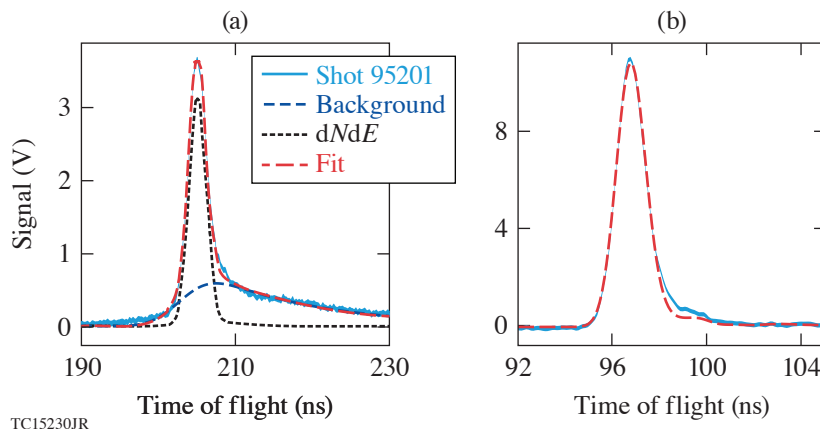 (a)
(b)
Signal (V)
3
2
1
0
190
210
230
Time of flight (ns)
Shot 95201
Background
dNdE
Fit
8
4
0
92
96
100
104
Time of flight (ns)
TC15230JR